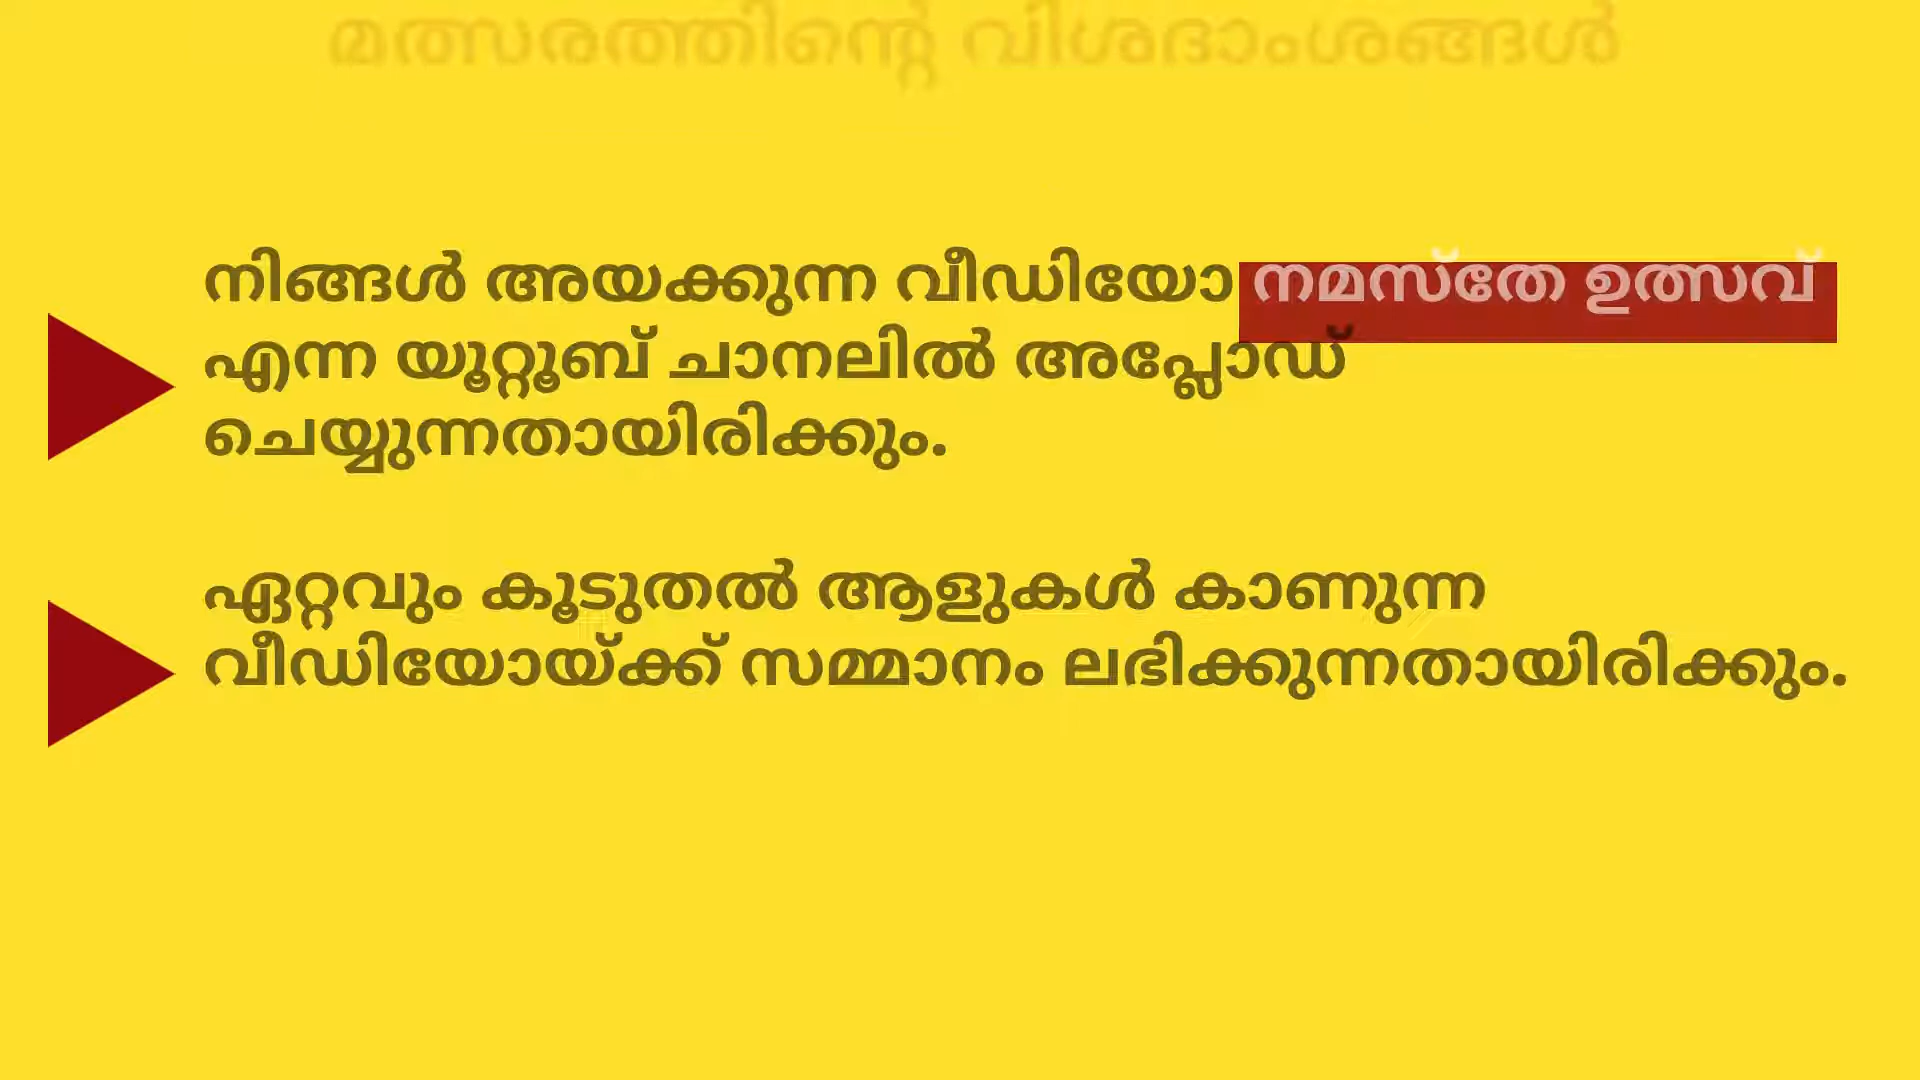 മത്സരത്തിന്റെ വിശദാംശങ്ങൾ
നിങ്ങൾ അയക്കുന്ന വീഡിയോ നമസ്തേ ഉത്സവ്
എന്ന യൂറ്റൂബ് ചാനലിൽ അപ്ലോഡ്
ചെയ്യുന്നതായിരിക്കും.
ഏറ്റവും കൂടുതൽ ആളുകൾ കാണുന്ന
വീഡിയോയ്ക്ക് സമ്മാനം ലഭിക്കുന്നതായിരിക്കും.